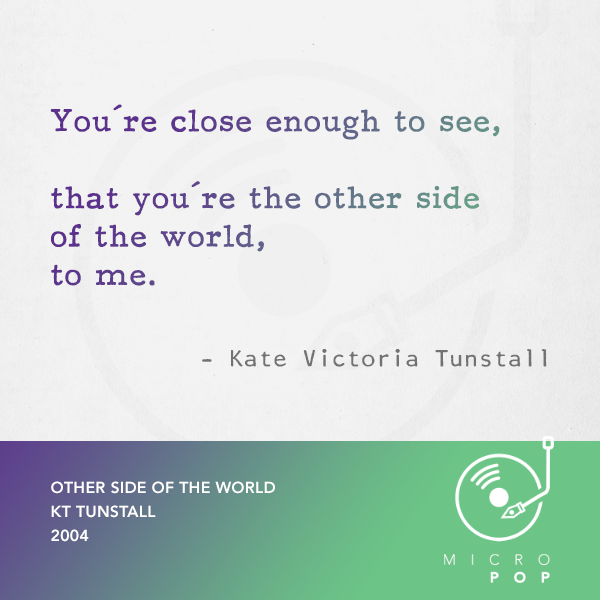 You´re close enough to see,
that you´re the other side
of the world,
to me.
– Kate Victoria Tunstall
OTHER SIDE OF THE WORLD
KT TUNSTALL
2004
MICRO
POP